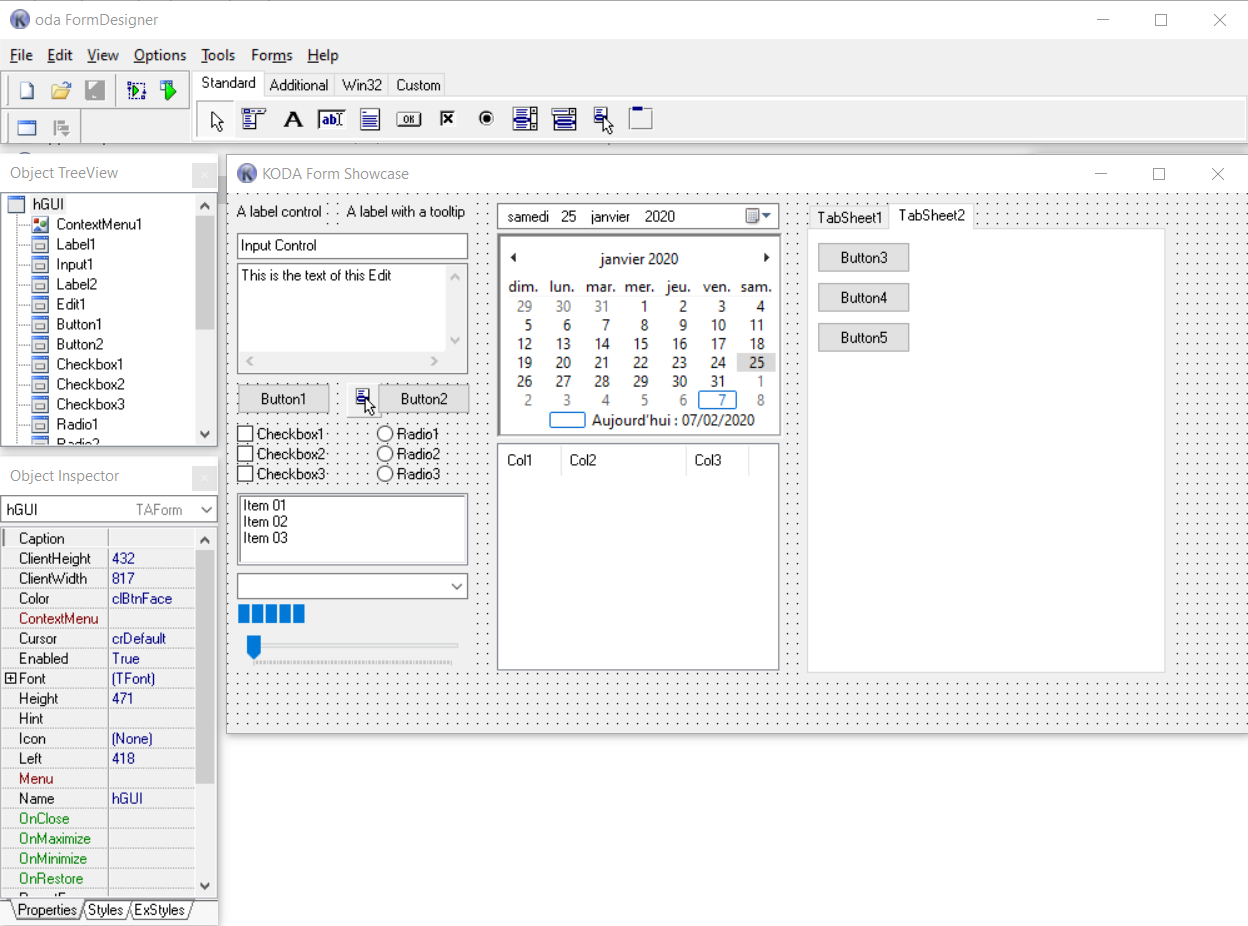 oda FormDesigner
File Edit View Options Tools Forms Help
Standard Additional Win32 Custom
A ab OK
Object TreeView
hGUI
ContextMenu1
Label1
Input1
Label2
Edit1
Button1
Button2
Checkbox1
Checkbox2
Checkbox3
Radio1
Radio2
Object Inspector
hGUI TAForm
Caption
ClientHeight 432
ClientWidth 817
Color clBtnFace
ContextMenu
Cursor crDefault
Enabled True
Font (TFont)
Height 471
Hint
Icon (None)
Left 418
Menu
Name hGUI
OnClose
OnMaximize
OnMinimize
OnRestore
Properties Styles ExStyles
KODA Form Showcase
A label control A label with a tooltip
Input Control
This is the text of this Edit
Button1 Button2
Checkbox1 Radio1
Checkbox2 Radio2
Checkbox3 Radio3
Item 01
Item 02
Item 03
samedi 25 janvier 2020
janvier 2020
dim. lun. mar. mer. jeu. ven. sam.
29 30 31 1 2 3 4
5 6 7 8 9 10 11
12 13 14 15 16 17 18
19 20 21 22 23 24 25
26 27 28 29 30 31 1
2 3 4 5 6 7 8
Aujourd'hui : 07/02/2020
Col1 Col2 Col3
TabSheet1 TabSheet2
Button3
Button4
Button5